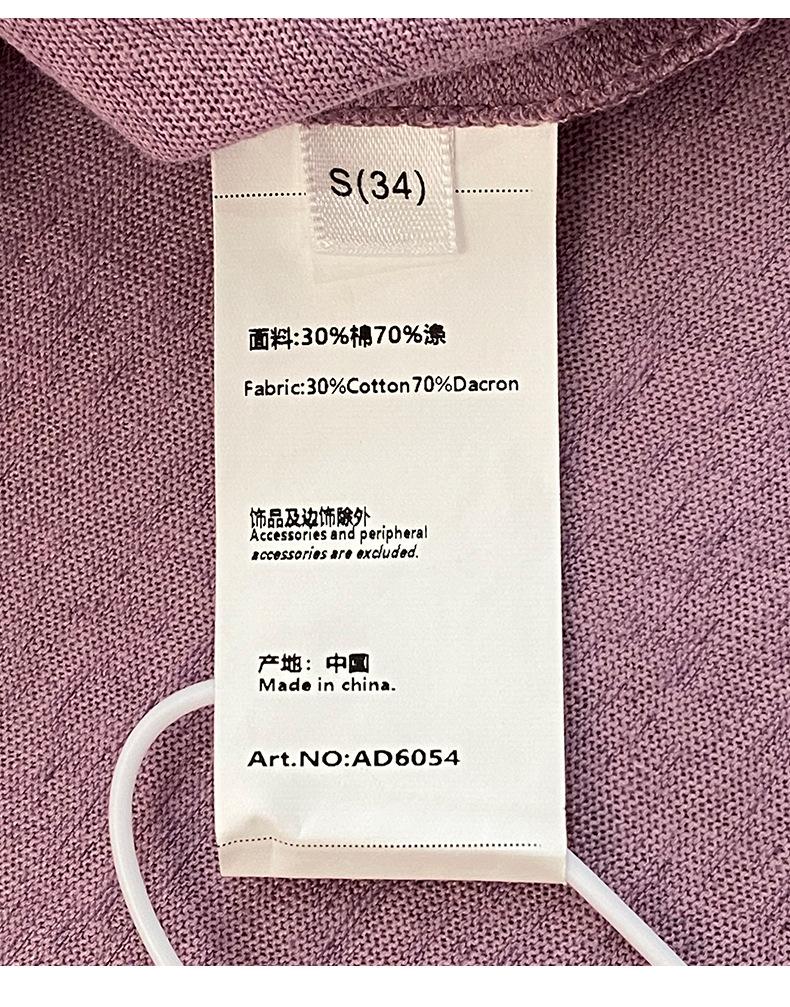 S(34)
面料:30%棉70%涤
Fabric:30%Cotton70%Dacron
饰品及边饰除外
Accessories and peripheral
accessories are excluded.
产地：中国
Made in china.
Art.NO:AD6054